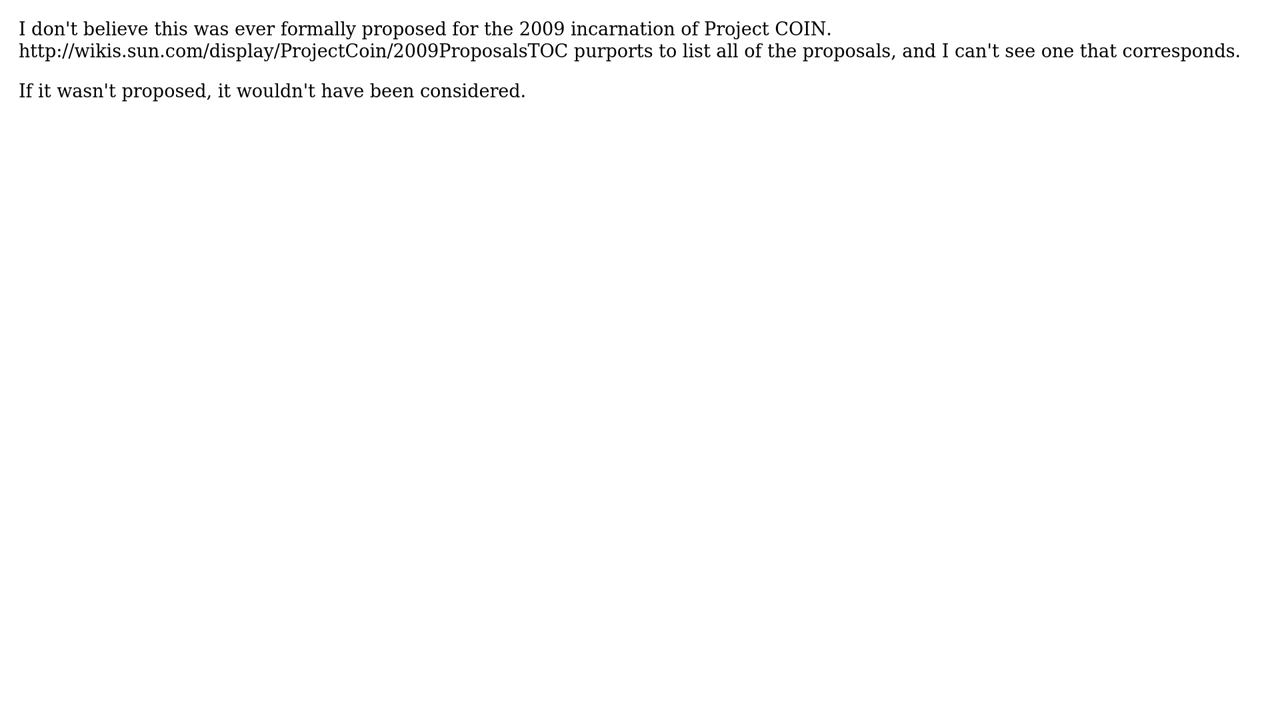 I don't believe this was ever formally proposed for the 2009 incarnation of Project COIN.
http://wikis.sun.com/display/ProjectCoin/2009ProposalsTOC purports to list all of the proposals, and I can't see one that corresponds.
If it wasn't proposed, it wouldn't have been considered.